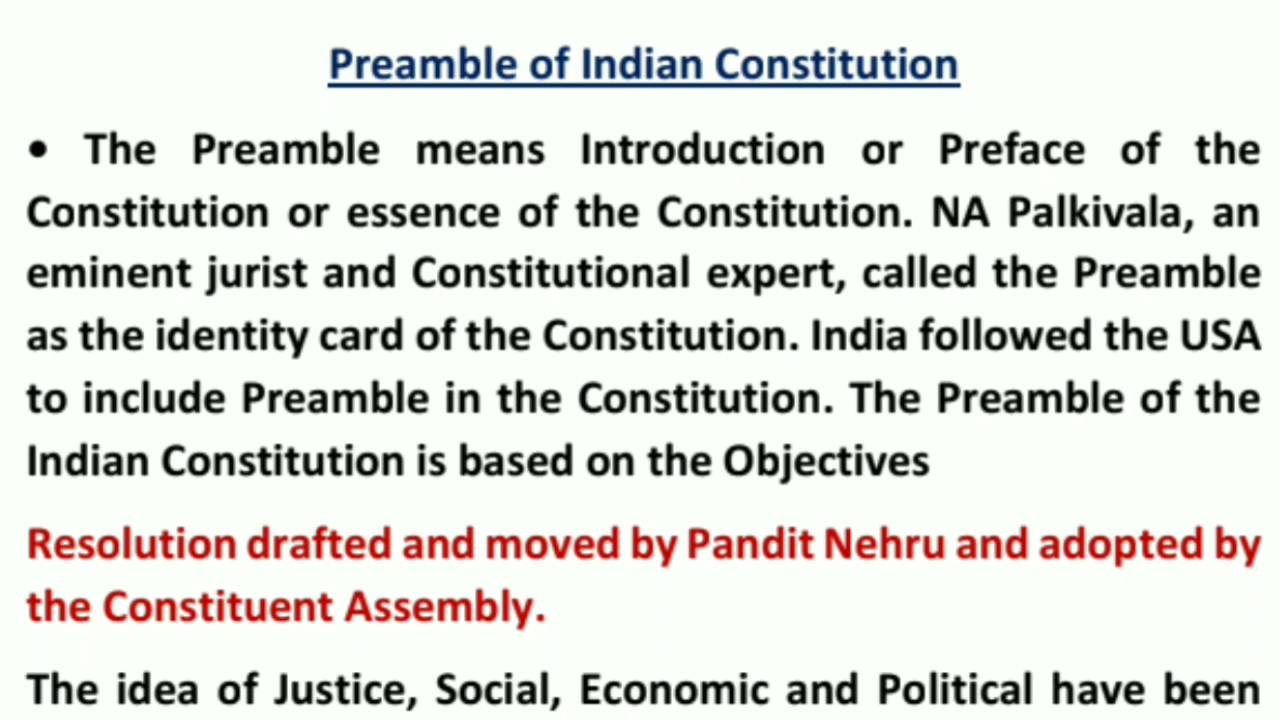 Preamble of Indian Constitution
• The Preamble means Introduction or Preface of the
Constitution or essence of the Constitution. NA Palkivala, an
eminent jurist and Constitutional expert, called the Preamble
as the identity card of the Constitution. India followed the USA
to include Preamble in the Constitution. The Preamble of the
Indian Constitution is based on the Objectives
Resolution drafted and moved by Pandit Nehru and adopted by
the Constituent Assembly.
The idea of Justice, Social, Economic and Political have been